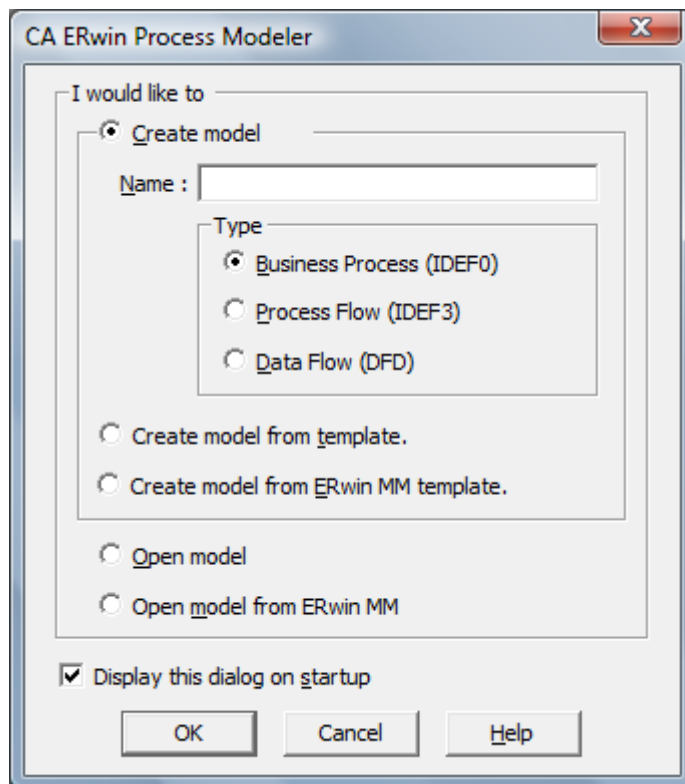 CA ERwin Process Modeler
I would like to
Create model
Name :
Type
Business Process (IDEF0)
Process Flow (IDEF3)
Data Flow (DFD)
Create model from template.
Create model from ERwin MM template.
Open model
Open model from ERwin MM
Display this dialog on startup
OK Cancel Help